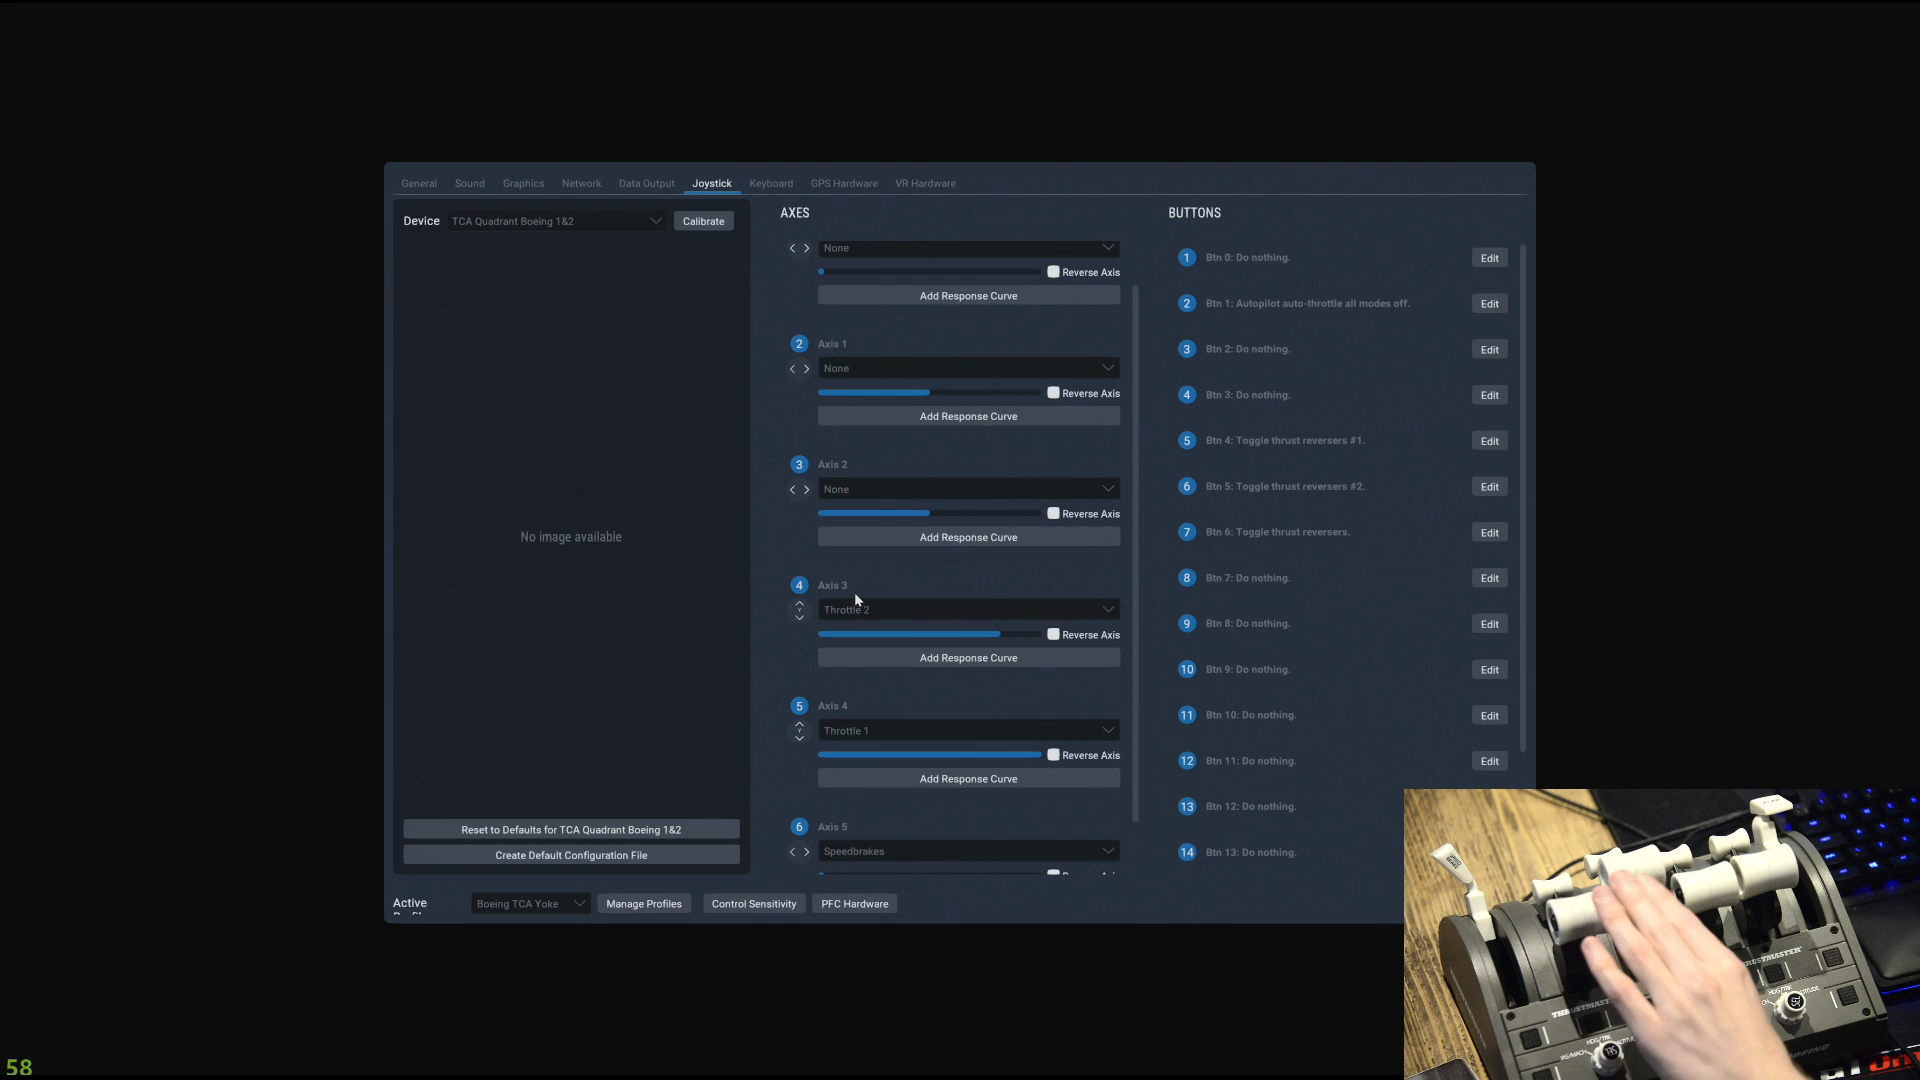 General Sound Graphics Network Data Output Joystick Keyboard GPS Hardware VR Hardware
Device TCA Quadrant Boeing 1&2 Calibrate
No image available
Reset to Defaults for TCA Quadrant Boeing 1&2
Create Default Configuration File
AXES
None
Reverse Axis
Add Response Curve
2 Axis 1
None
Reverse Axis
Add Response Curve
3 Axis 2
None
Reverse Axis
Add Response Curve
4 Axis 3
Throttle 2
Reverse Axis
Add Response Curve
5 Axis 4
Throttle 1
Reverse Axis
Add Response Curve
6 Axis 5
Speedbrakes
BUTTONS
1 Btn 0: Do nothing. Edit
2 Btn 1: Autopilot auto-throttle all modes off. Edit
3 Btn 2: Do nothing. Edit
4 Btn 3: Do nothing. Edit
5 Btn 4: Toggle thrust reversers #1. Edit
6 Btn 5: Toggle thrust reversers #2. Edit
7 Btn 6: Toggle thrust reversers. Edit
8 Btn 7: Do nothing. Edit
9 Btn 8: Do nothing. Edit
10 Btn 9: Do nothing. Edit
11 Btn 10: Do nothing. Edit
12 Btn 11: Do nothing. Edit
13 Btn 12: Do nothing.
14 Btn 13: Do nothing.
Active Boeing TCA Yoke Manage Profiles Control Sensitivity PFC Hardware
58
THRUSTMASTER
HDG/TRK
IAS/MACH